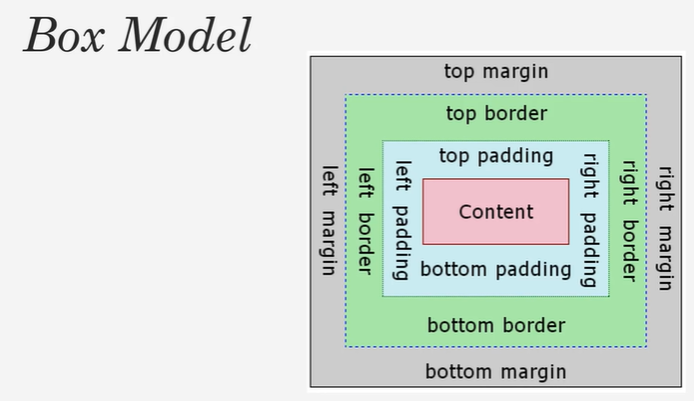 Box Model
top margin
top border
top padding
left margin
left border
left padding
Content
right padding
right border
right margin
bottom padding
bottom border
bottom margin